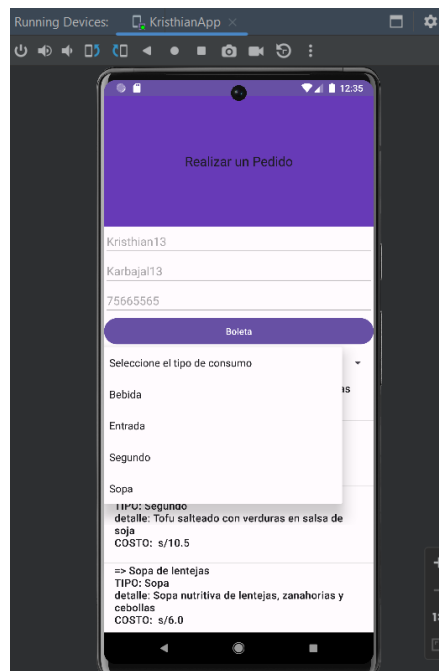 Running Devices:
KristhianApp
12:35
Realizar un Pedido
Kristhian13
Karbajal13
75665565
Boleta
Seleccione el tipo de consumo
as
Bebida
Entrada
Segundo
Sopa
TIPO: Segundo
detalle: Tofu salteado con verduras en salsa de
soja
COSTO: s/10.5
=> Sopa de lentejas
TIPO: Sopa
detalle: Sopa nutritiva de lentejas, zanahorias y
cebollas
COSTO: s/6.0